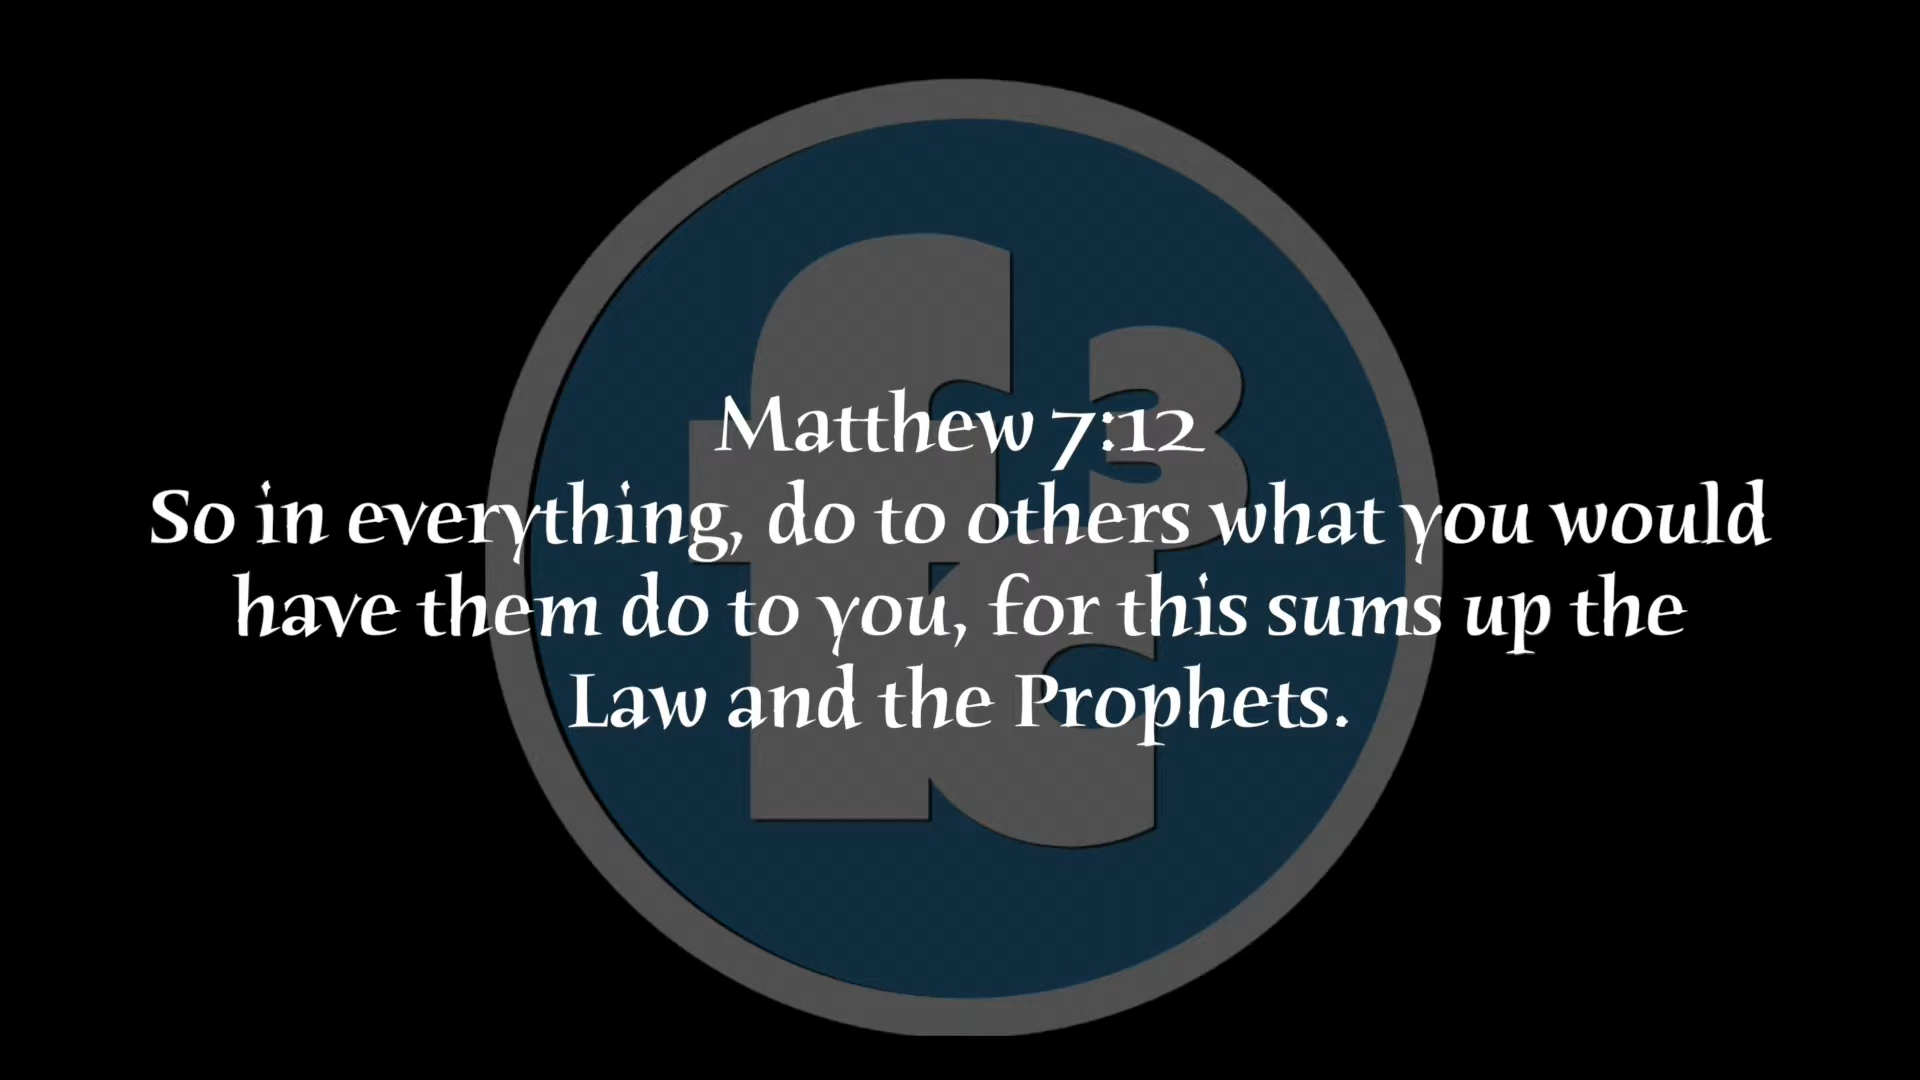 f3
c
Matthew 7:12
So in everything, do to others what you would
have them do to you, for this sums up the
Law and the Prophets.